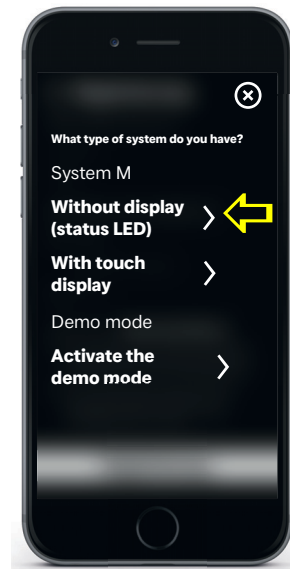 What type of system do you have?
System M
Without display
(status LED)
With touch
display
Demo mode
Activate the
demo mode